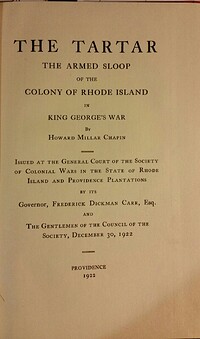 THE TARTAR
THE ARMED SLOOP
OF THE
COLONY OF RHODE ISLAND
IN
KING GEORGE'S WAR
By
Howard Millar Chapin
Issued at the General Court of the Society
of Colonial Wars in the State of Rhode
Island and Providence Plantations
by its
Governor, Frederick Dickman Carr, Esq.
and
The Gentlemen of the Council of the
Society, December 30, 1922
PROVIDENCE
1922